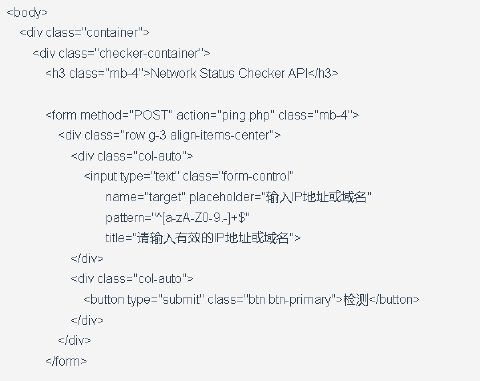 <body>
<div class="container">
<div class="checker-container">
<h3 class="mb-4">Network Status Checker API</h3>
<form method="POST" action="ping.php" class="mb-4">
<div class="row g-3 align-items-center">
<div class="col-auto">
<input type="text" class="form-control"
name="target" placeholder="输入IP地址或域名"
pattern="^[a-zA-Z0-9.-]+$"
title="请输入有效的IP地址或域名">
</div>
<div class="col-auto">
<button type="submit" class="btn btn-primary">检测</button>
</div>
</div>
</form>